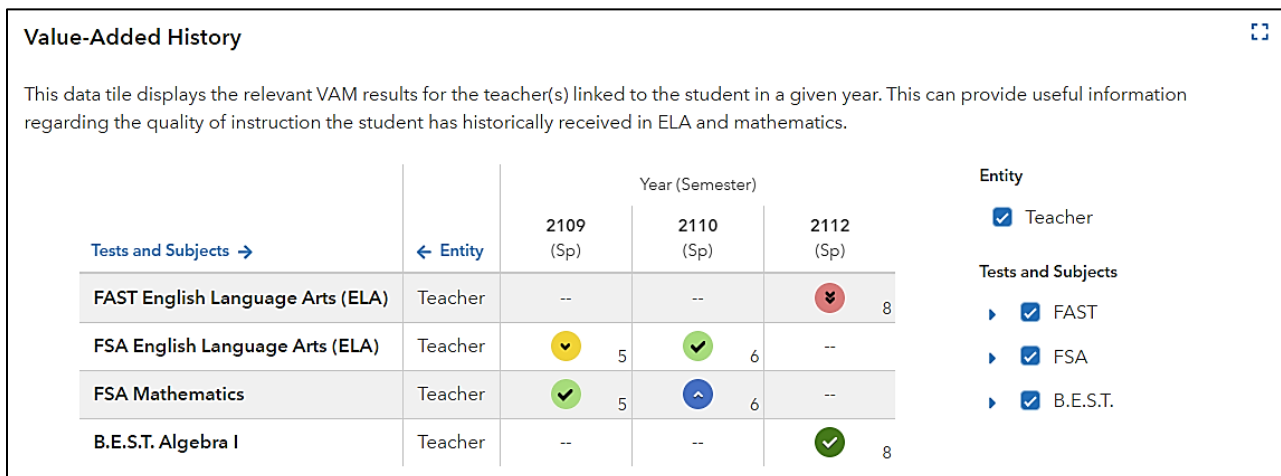 Value-Added History
This data tile displays the relevant VAM results for the teacher(s) linked to the student in a given year. This can provide useful information
regarding the quality of instruction the student has historically received in ELA and mathematics.
Year (Semester)
Tests and Subjects → ← Entity 2109 (Sp) 2110 (Sp) 2112 (Sp)
FAST English Language Arts (ELA) Teacher -- -- 8
FSA English Language Arts (ELA) Teacher 5 6 --
FSA Mathematics Teacher 5 6 --
B.E.S.T. Algebra I Teacher -- -- 8
Entity
Teacher
Tests and Subjects
FAST
FSA
B.E.S.T.